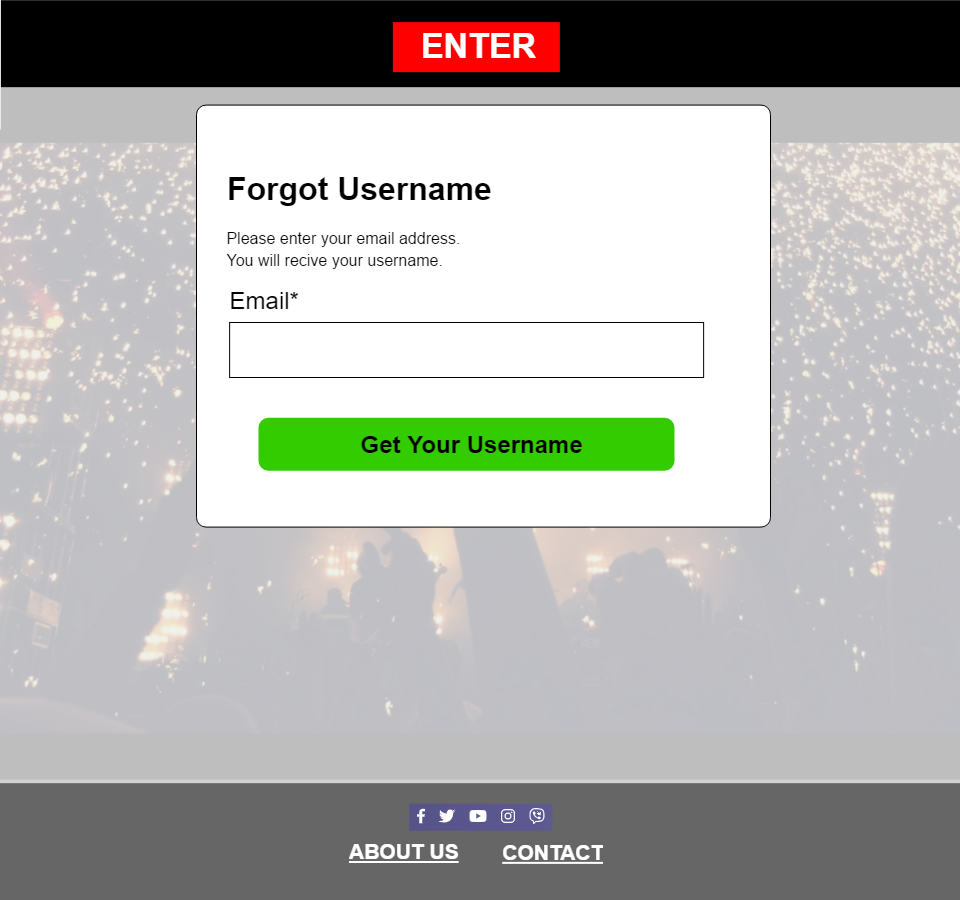 ENTER
Forgot Username
Please enter your email address.
You will recive your username.
Email*
Get Your Username
ABOUT US
CONTACT